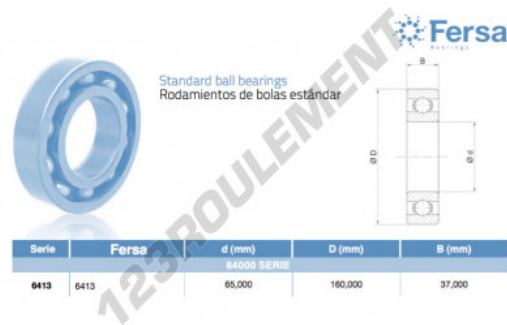 Fersa
Bearings
Standard ball bearings
Rodamientos de bolas estándar
B
Ø D
Ø d
Serie Fersa d (mm) D (mm) B (mm)
64000 SERIE
6413 6413 65,000 160,000 37,000
123ROULEMENT